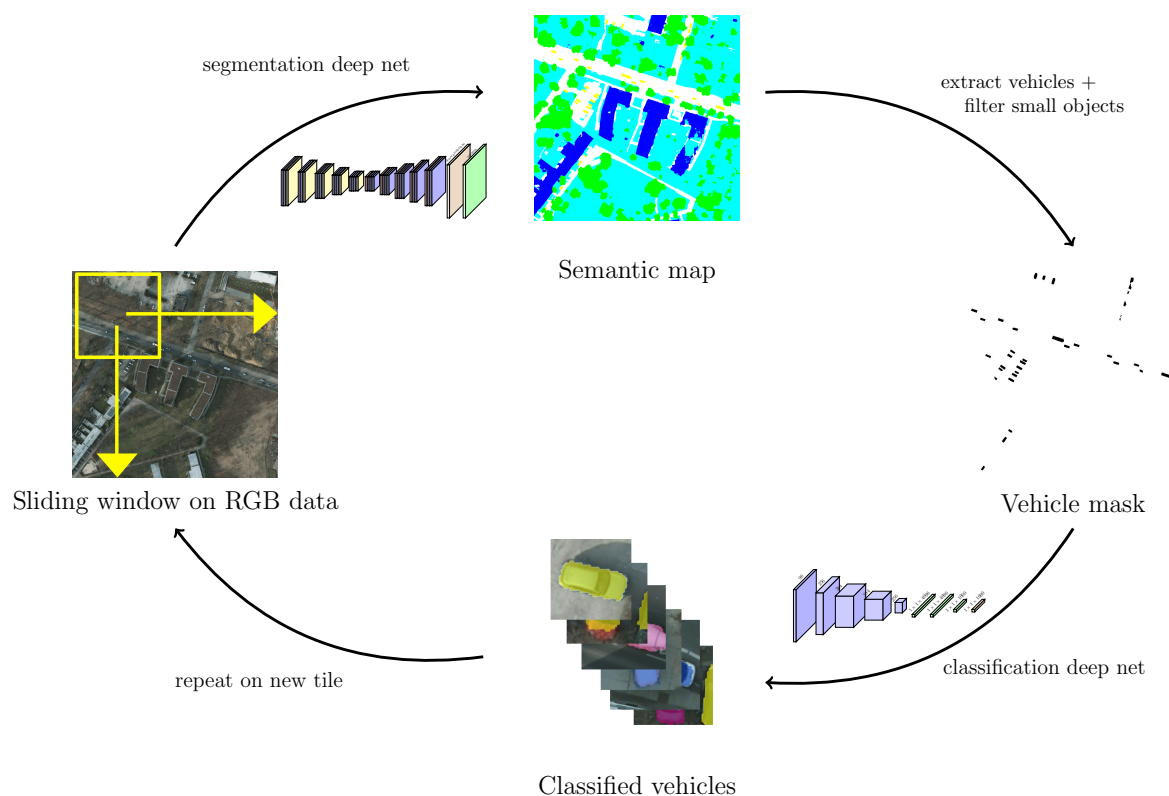 segmentation deep net
extract vehicles +
filter small objects
Semantic map
Sliding window on RGB data
Vehicle mask
classification deep net
repeat on new tile
Classified vehicles